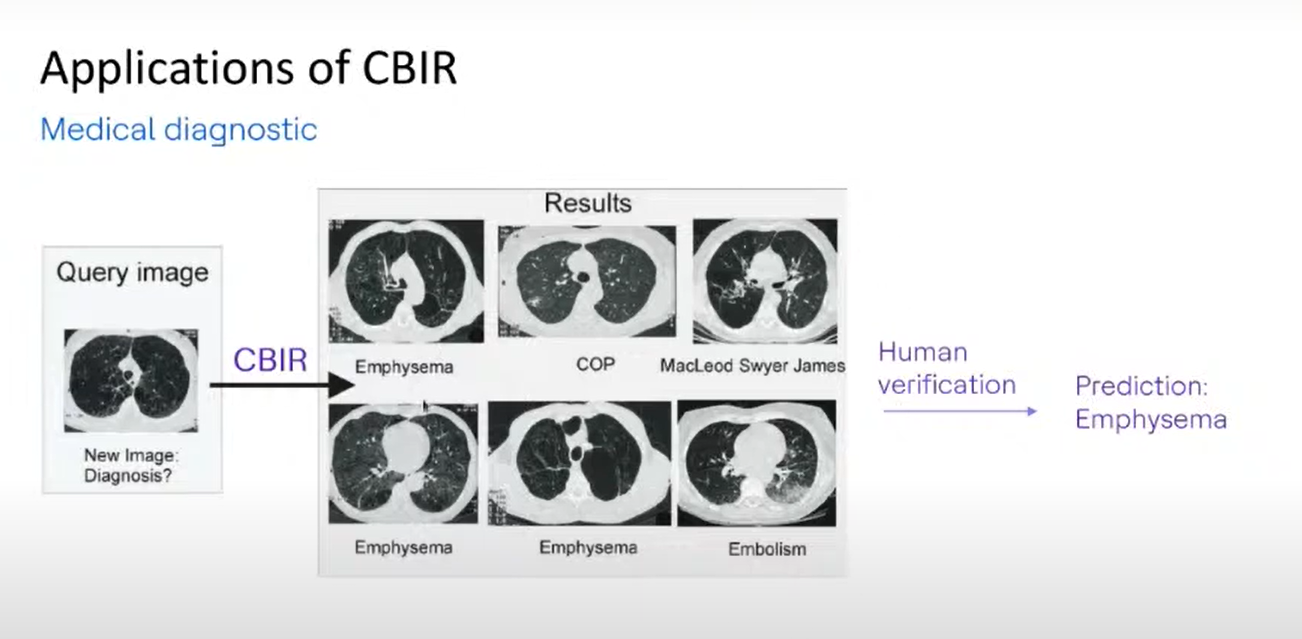 Applications of CBIR
Medical diagnostic
Query image
New Image:
Diagnosis?
CBIR
Results
Emphysema
COP
MacLeod Swyer James
Emphysema
Emphysema
Embolism
Human
verification
Prediction:
Emphysema